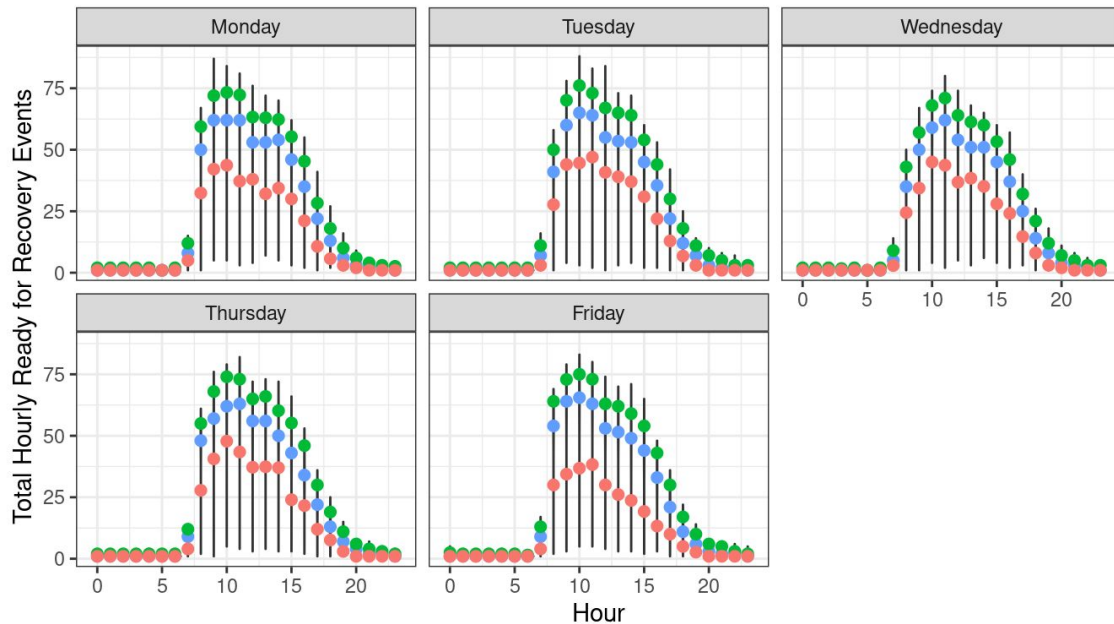 Monday Tuesday Wednesday
75
50
25
0
0 5 10 15 20
Thursday Friday
75
50
25
0
0 5 10 15 20 0 5 10 15 20
Hour
Total Hourly Ready for Recovery Events